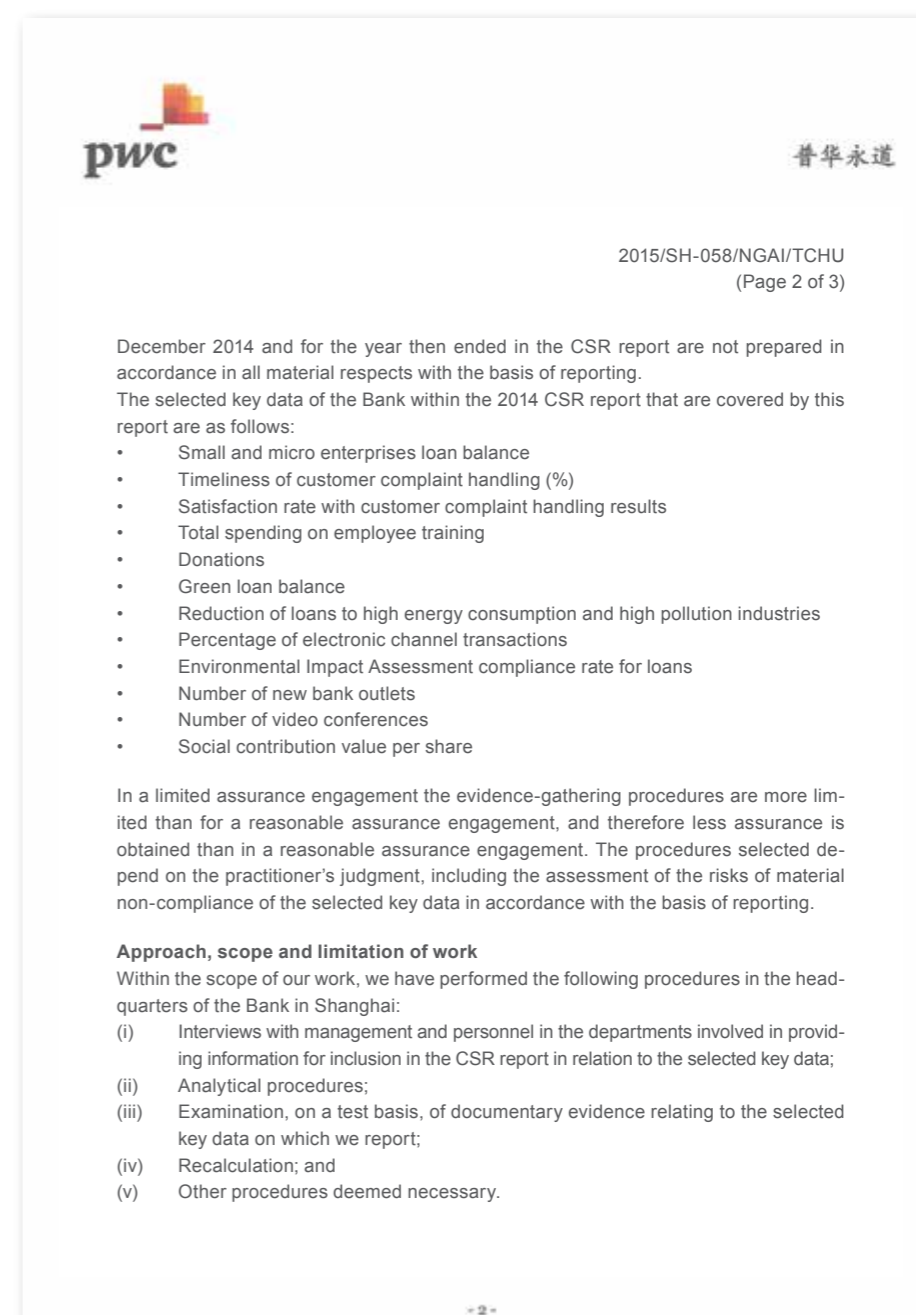 pwc
普华永道
2015/SH-058/NGAI/TCHU
(Page 2 of 3)
December 2014 and for the year then ended in the CSR report are not prepared in
accordance in all material respects with the basis of reporting.
The selected key data of the Bank within the 2014 CSR report that are covered by this
report are as follows:
• Small and micro enterprises loan balance
• Timeliness of customer complaint handling (%)
• Satisfaction rate with customer complaint handling results
• Total spending on employee training
• Donations
• Green loan balance
• Reduction of loans to high energy consumption and high pollution industries
• Percentage of electronic channel transactions
• Environmental Impact Assessment compliance rate for loans
• Number of new bank outlets
• Number of video conferences
• Social contribution value per share
In a limited assurance engagement the evidence-gathering procedures are more lim-
ited than for a reasonable assurance engagement, and therefore less assurance is
obtained than in a reasonable assurance engagement. The procedures selected de-
pend on the practitioner's judgment, including the assessment of the risks of material
non-compliance of the selected key data in accordance with the basis of reporting.
Approach, scope and limitation of work
Within the scope of our work, we have performed the following procedures in the head-
quarters of the Bank in Shanghai:
(i) Interviews with management and personnel in the departments involved in provid-
ing information for inclusion in the CSR report in relation to the selected key data;
(ii) Analytical procedures;
(iii) Examination, on a test basis, of documentary evidence relating to the selected
key data on which we report;
(iv) Recalculation; and
(v) Other procedures deemed necessary.
- 2 -